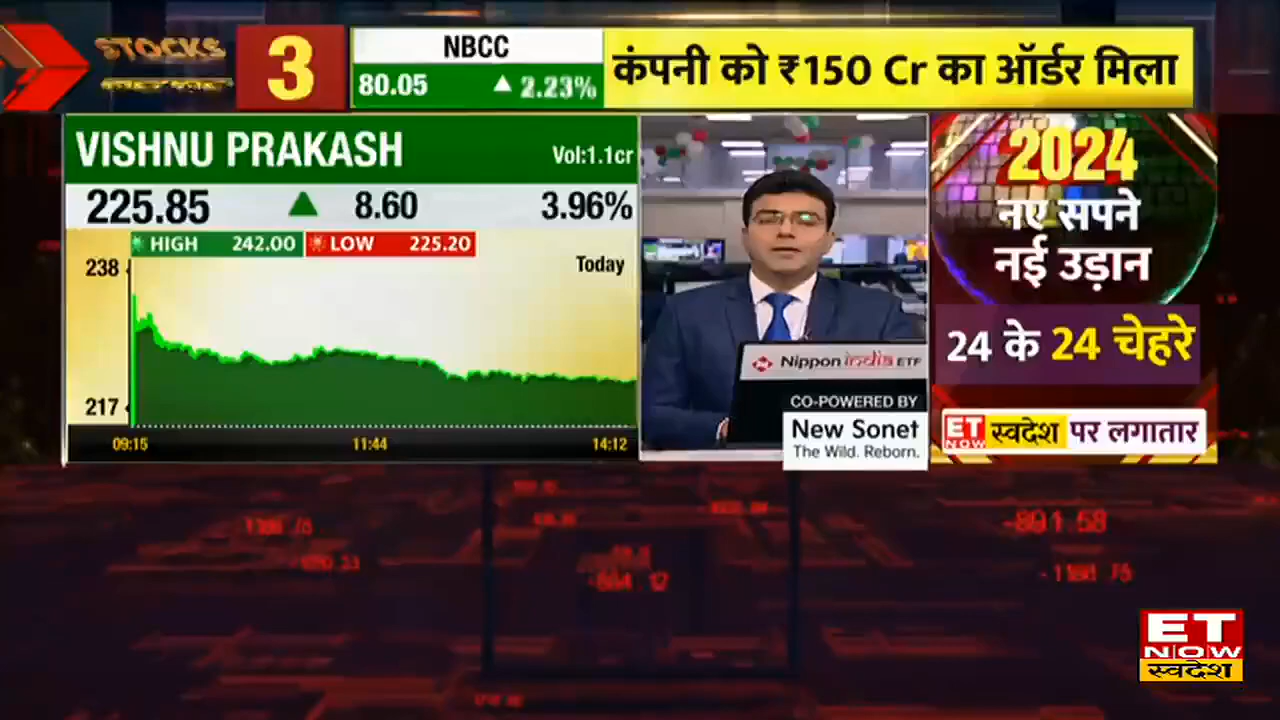 STOCKS
3
NBCC
80.05 ▲ 2.23%
कंपनी को ₹150 Cr का ऑर्डर मिला
VISHNU PRAKASH Vol:1.1cr
225.85 ▲ 8.60 3.96%
HIGH 242.00 LOW 225.20
Today
238
217
09:15 11:44 14:12
Nippon india ETF
CO-POWERED BY
New Sonet
The Wild. Reborn.
2024
नए सपने
नई उड़ान
24 के 24 चेहरे
ET NOW स्वदेश पर लगातार
-891.58
ET
NOW
स्वदेश